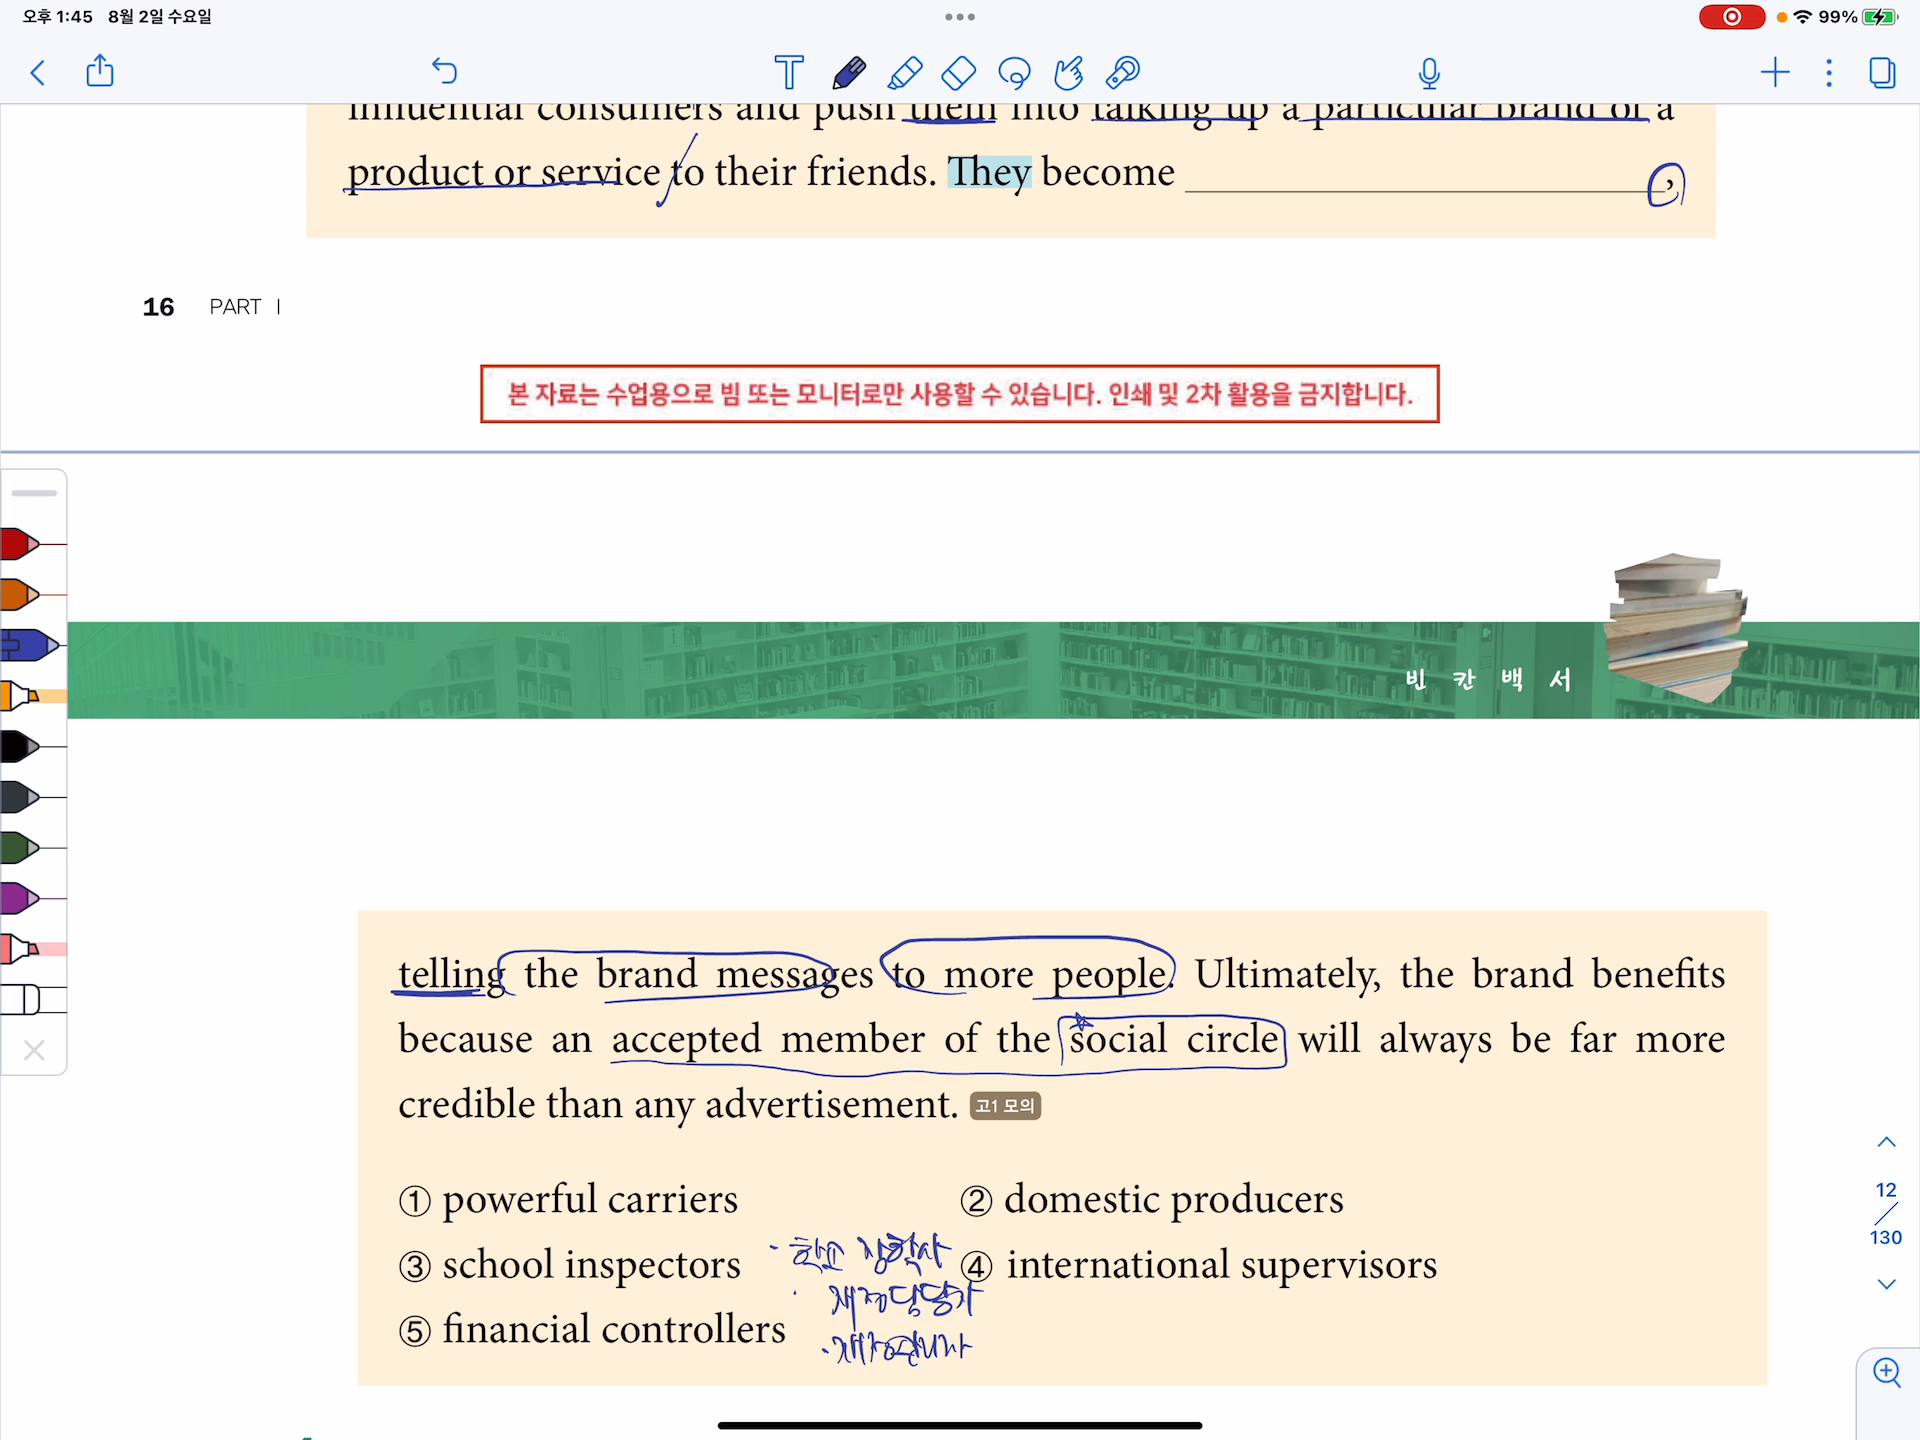 오후 1:45 8월 2일 수요일
99%
influential consumers and push them into talking up a particular brand of a
product or service to their friends. They become ____________________,
16 PART Ⅰ
본 자료는 수업용으로 빔 또는 모니터로만 사용할 수 있습니다. 인쇄 및 2차 활용을 금지합니다.
빈 칸 백 서
telling the brand messages to more people. Ultimately, the brand benefits
because an accepted member of the social circle will always be far more
credible than any advertisement. 고1 모의
① powerful carriers ② domestic producers
③ school inspectors · 학교 장학사 ④ international supervisors
· 재정담당자
⑤ financial controllers
12
130